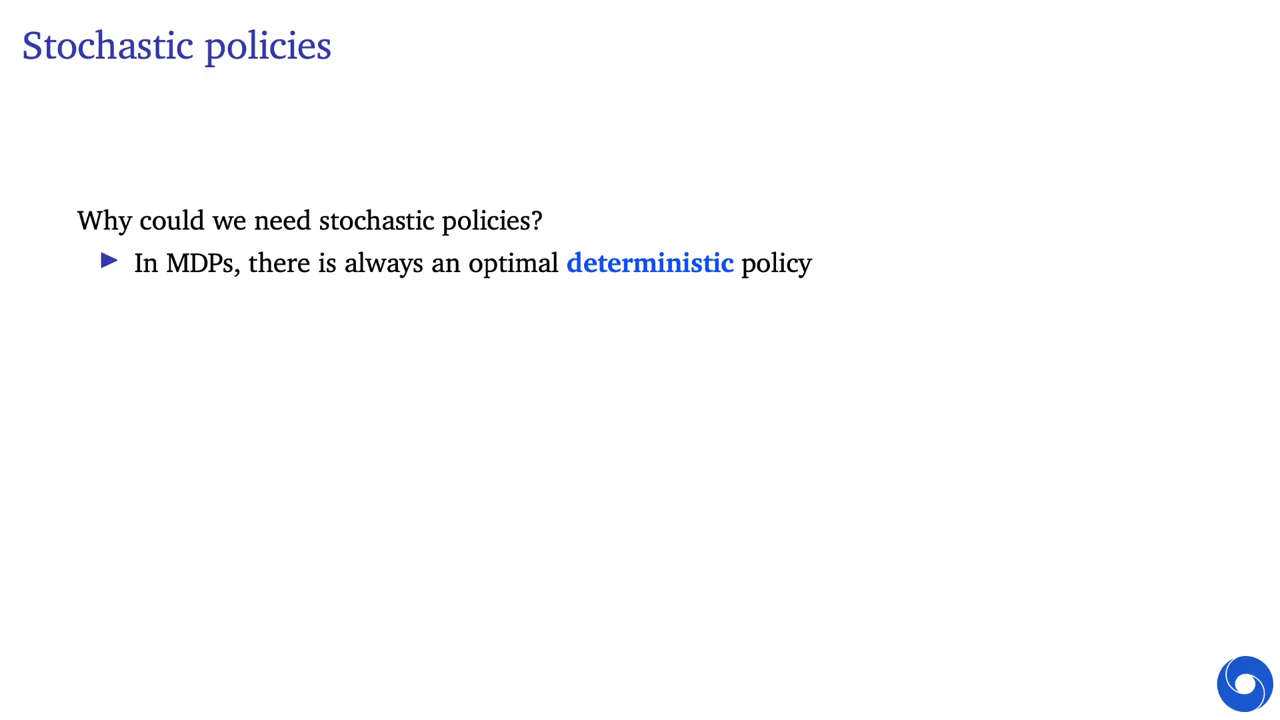 Stochastic policies
Why could we need stochastic policies?
▶ In MDPs, there is always an optimal deterministic policy